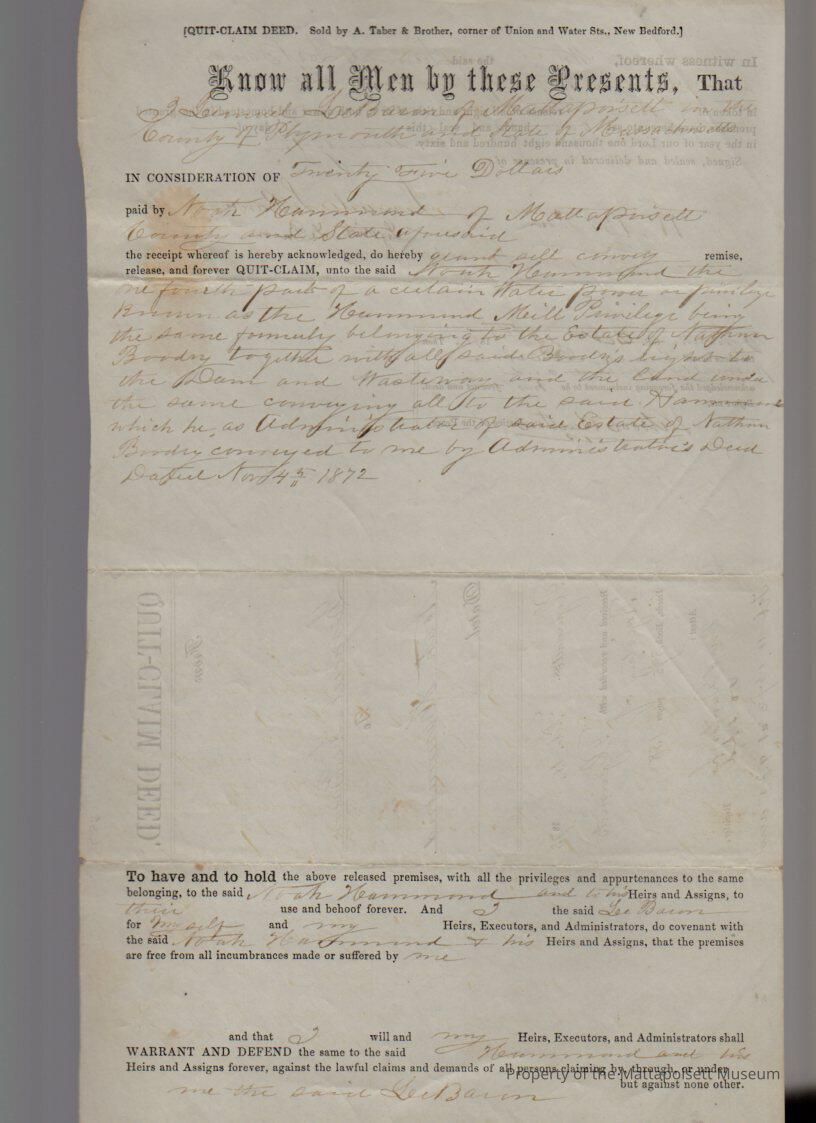 [QUIT-CLAIM DEED. Sold by A. Taber & Brother, corner of Union and Water Sts., New Bedford.]
Know all Men by these Presents, That
I LeBaron of Mattapoisett in the
County of Plymouth and State of Massachusetts
IN CONSIDERATION OF Twenty Five Dollars
paid by Noah Hammond of Mattapoisett
County and State aforesaid
the receipt whereof is hereby acknowledged, do hereby grant sell convey remise,
release, and forever QUIT-CLAIM, unto the said Noah Hammond the
one fourth part of a certain Water power or privilege
Known as the Hammond Mill Privilege being
the same formerly belonging to the Estate of Nathan
Boodry together with all said Boodry's rights to
the Dam and Wasteway and the land under
the same conveying all to the said Hammond
which he as Administrator of said Estate of Nathan
Boodry conveyed to me by Administrator's Deed
Dated Nov 4th 1872
To have and to hold the above released premises, with all the privileges and appurtenances to the same
belonging, to the said Noah Hammond and to his Heirs and Assigns, to
their use and behoof forever. And I the said LeBaron
for myself and my Heirs, Executors, and Administrators, do covenant with
the said Noah Hammond & his Heirs and Assigns, that the premises
are free from all incumbrances made or suffered by me
and that I will and my Heirs, Executors, and Administrators shall
WARRANT AND DEFEND the same to the said Hammond and his
Heirs and Assigns forever, against the lawful claims and demands of all persons claiming by, through, or under
me the said LeBaron but against none other.
Property of the Mattapoisett Museum